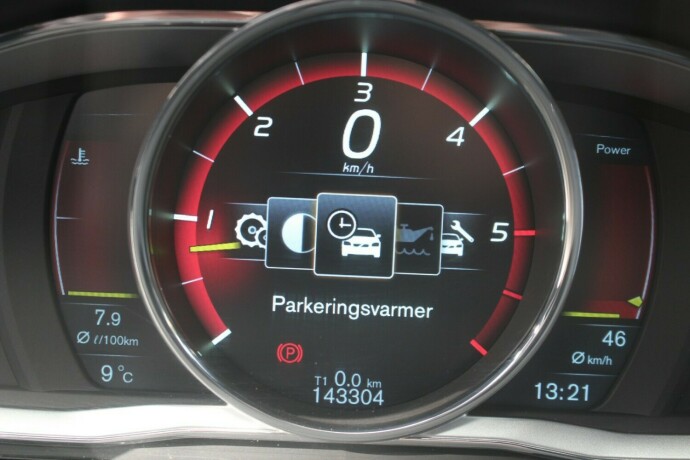 3
2
4
0
km/h
1
5
Power
Parkeringsvarmer
7.9
Ø ℓ/100km
9 °C
P
T1 0.0 km
143304
46
Ø km/h
13:21